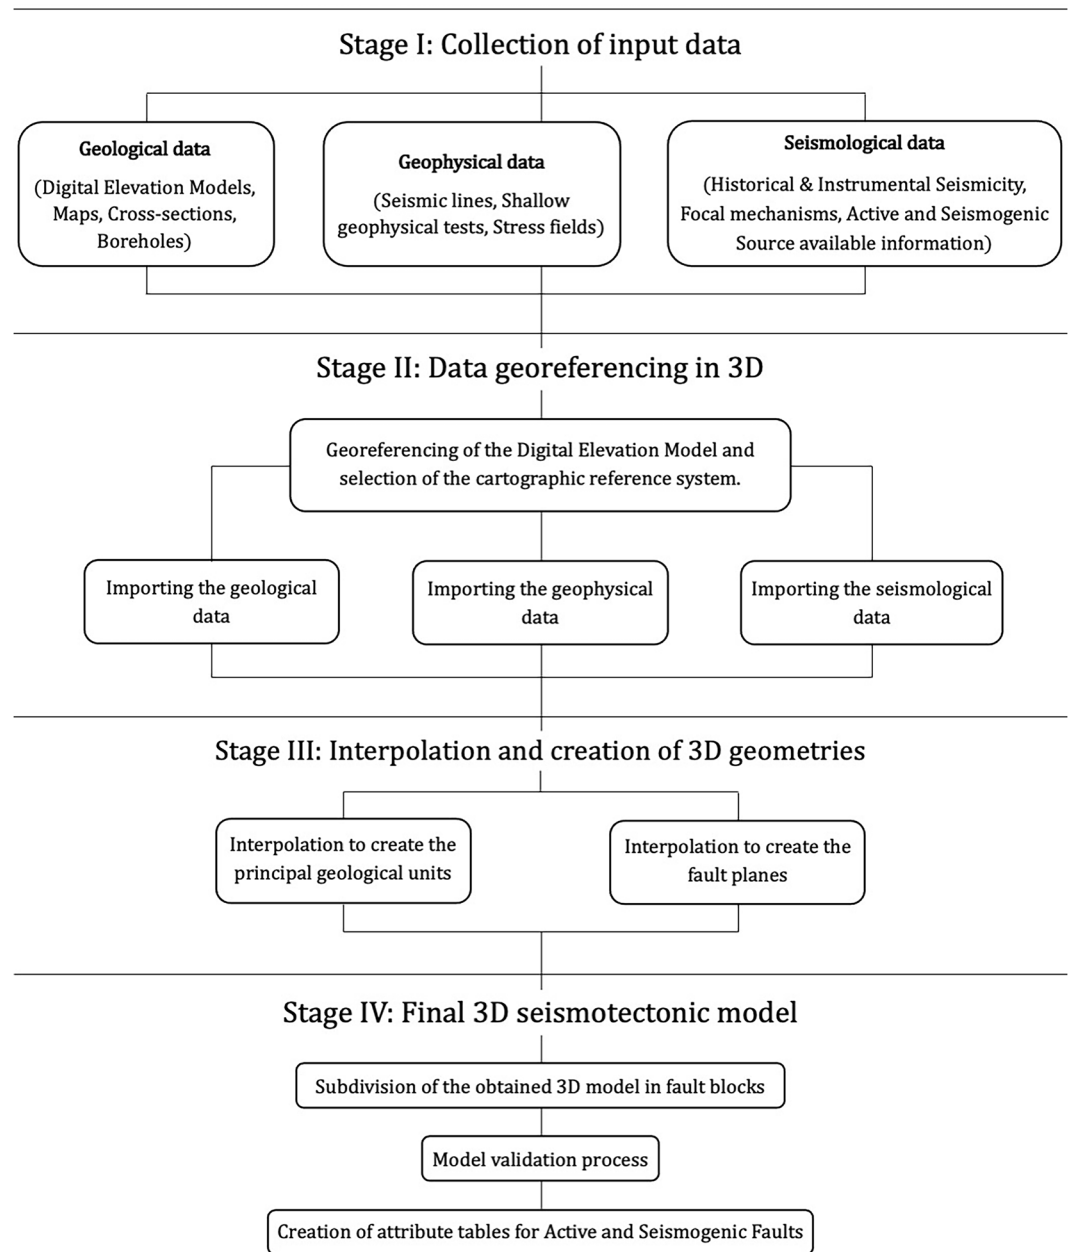 Stage I: Collection of input data
Geological data
(Digital Elevation Models,
Maps, Cross-sections,
Boreholes)
Geophysical data
(Seismic lines, Shallow
geophysical tests, Stress fields)
Seismological data
(Historical & Instrumental Seismicity,
Focal mechanisms, Active and Seismogenic
Source available information)
Stage II: Data georeferencing in 3D
Georeferencing of the Digital Elevation Model and
selection of the cartographic reference system.
Importing the geological
data
Importing the geophysical
data
Importing the seismological
data
Stage III: Interpolation and creation of 3D geometries
Interpolation to create the
principal geological units
Interpolation to create the
fault planes
Stage IV: Final 3D seismotectonic model
Subdivision of the obtained 3D model in fault blocks
Model validation process
Creation of attribute tables for Active and Seismogenic Faults